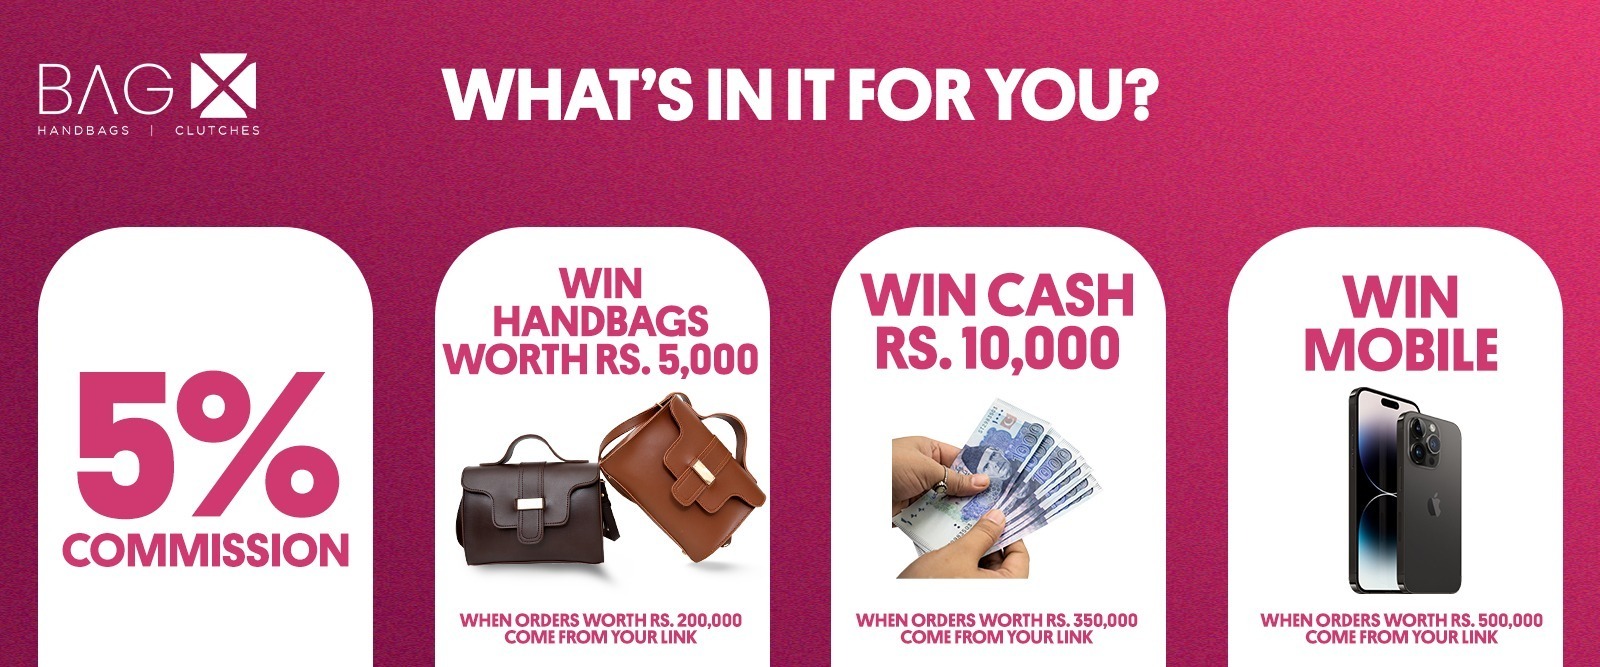 BAG X
HANDBAGS | CLUTCHES
WHAT'S IN IT FOR YOU?
5%
COMMISSION
WIN
HANDBAGS
WORTH RS. 5,000
WHEN ORDERS WORTH RS. 200,000
COME FROM YOUR LINK
WIN CASH
RS. 10,000
1000
1000
WHEN ORDERS WORTH RS. 350,000
COME FROM YOUR LINK
WIN
MOBILE
WHEN ORDERS WORTH RS. 500,000
COME FROM YOUR LINK